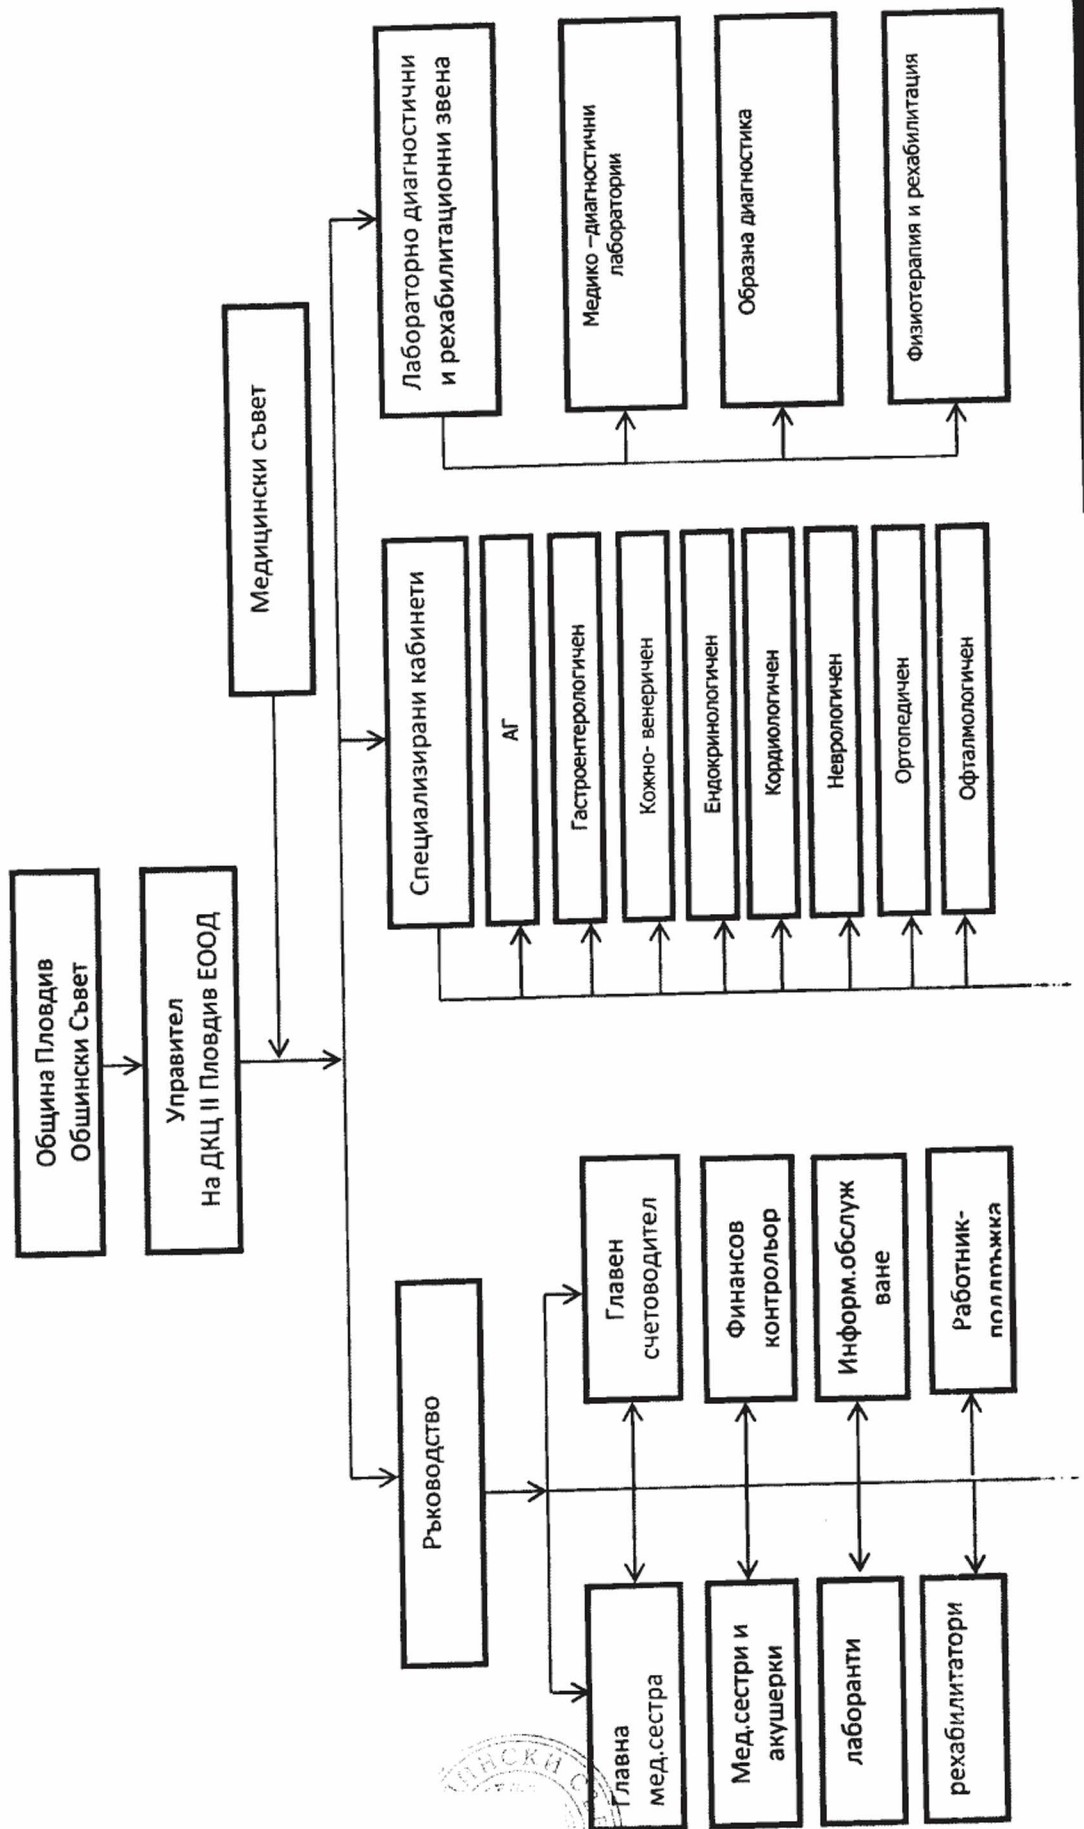 Община Пловдив
Общински Съвет
Управител
На ДКЦ II Пловдив ЕООД
Медицински съвет
Ръководство
Специализирани кабинети
Лабораторно диагностични
и рехабилитационни звена
Главна
мед.сестра
Мед.сестри и
акушерки
лаборанти
рехабилитатори
Главен
счетоводител
Финансов
контрольор
Информ.обслуж
ване
Работник-
поддръжка
АГ
Гастроентерологичен
Кожно- венеричен
Ендокринологичен
Кордиологичен
Неврологичен
Ортопедичен
Офталмологичен
Медико –диагностични
лаборатории
Образна диагностика
Физиотерапия и рехабилитация